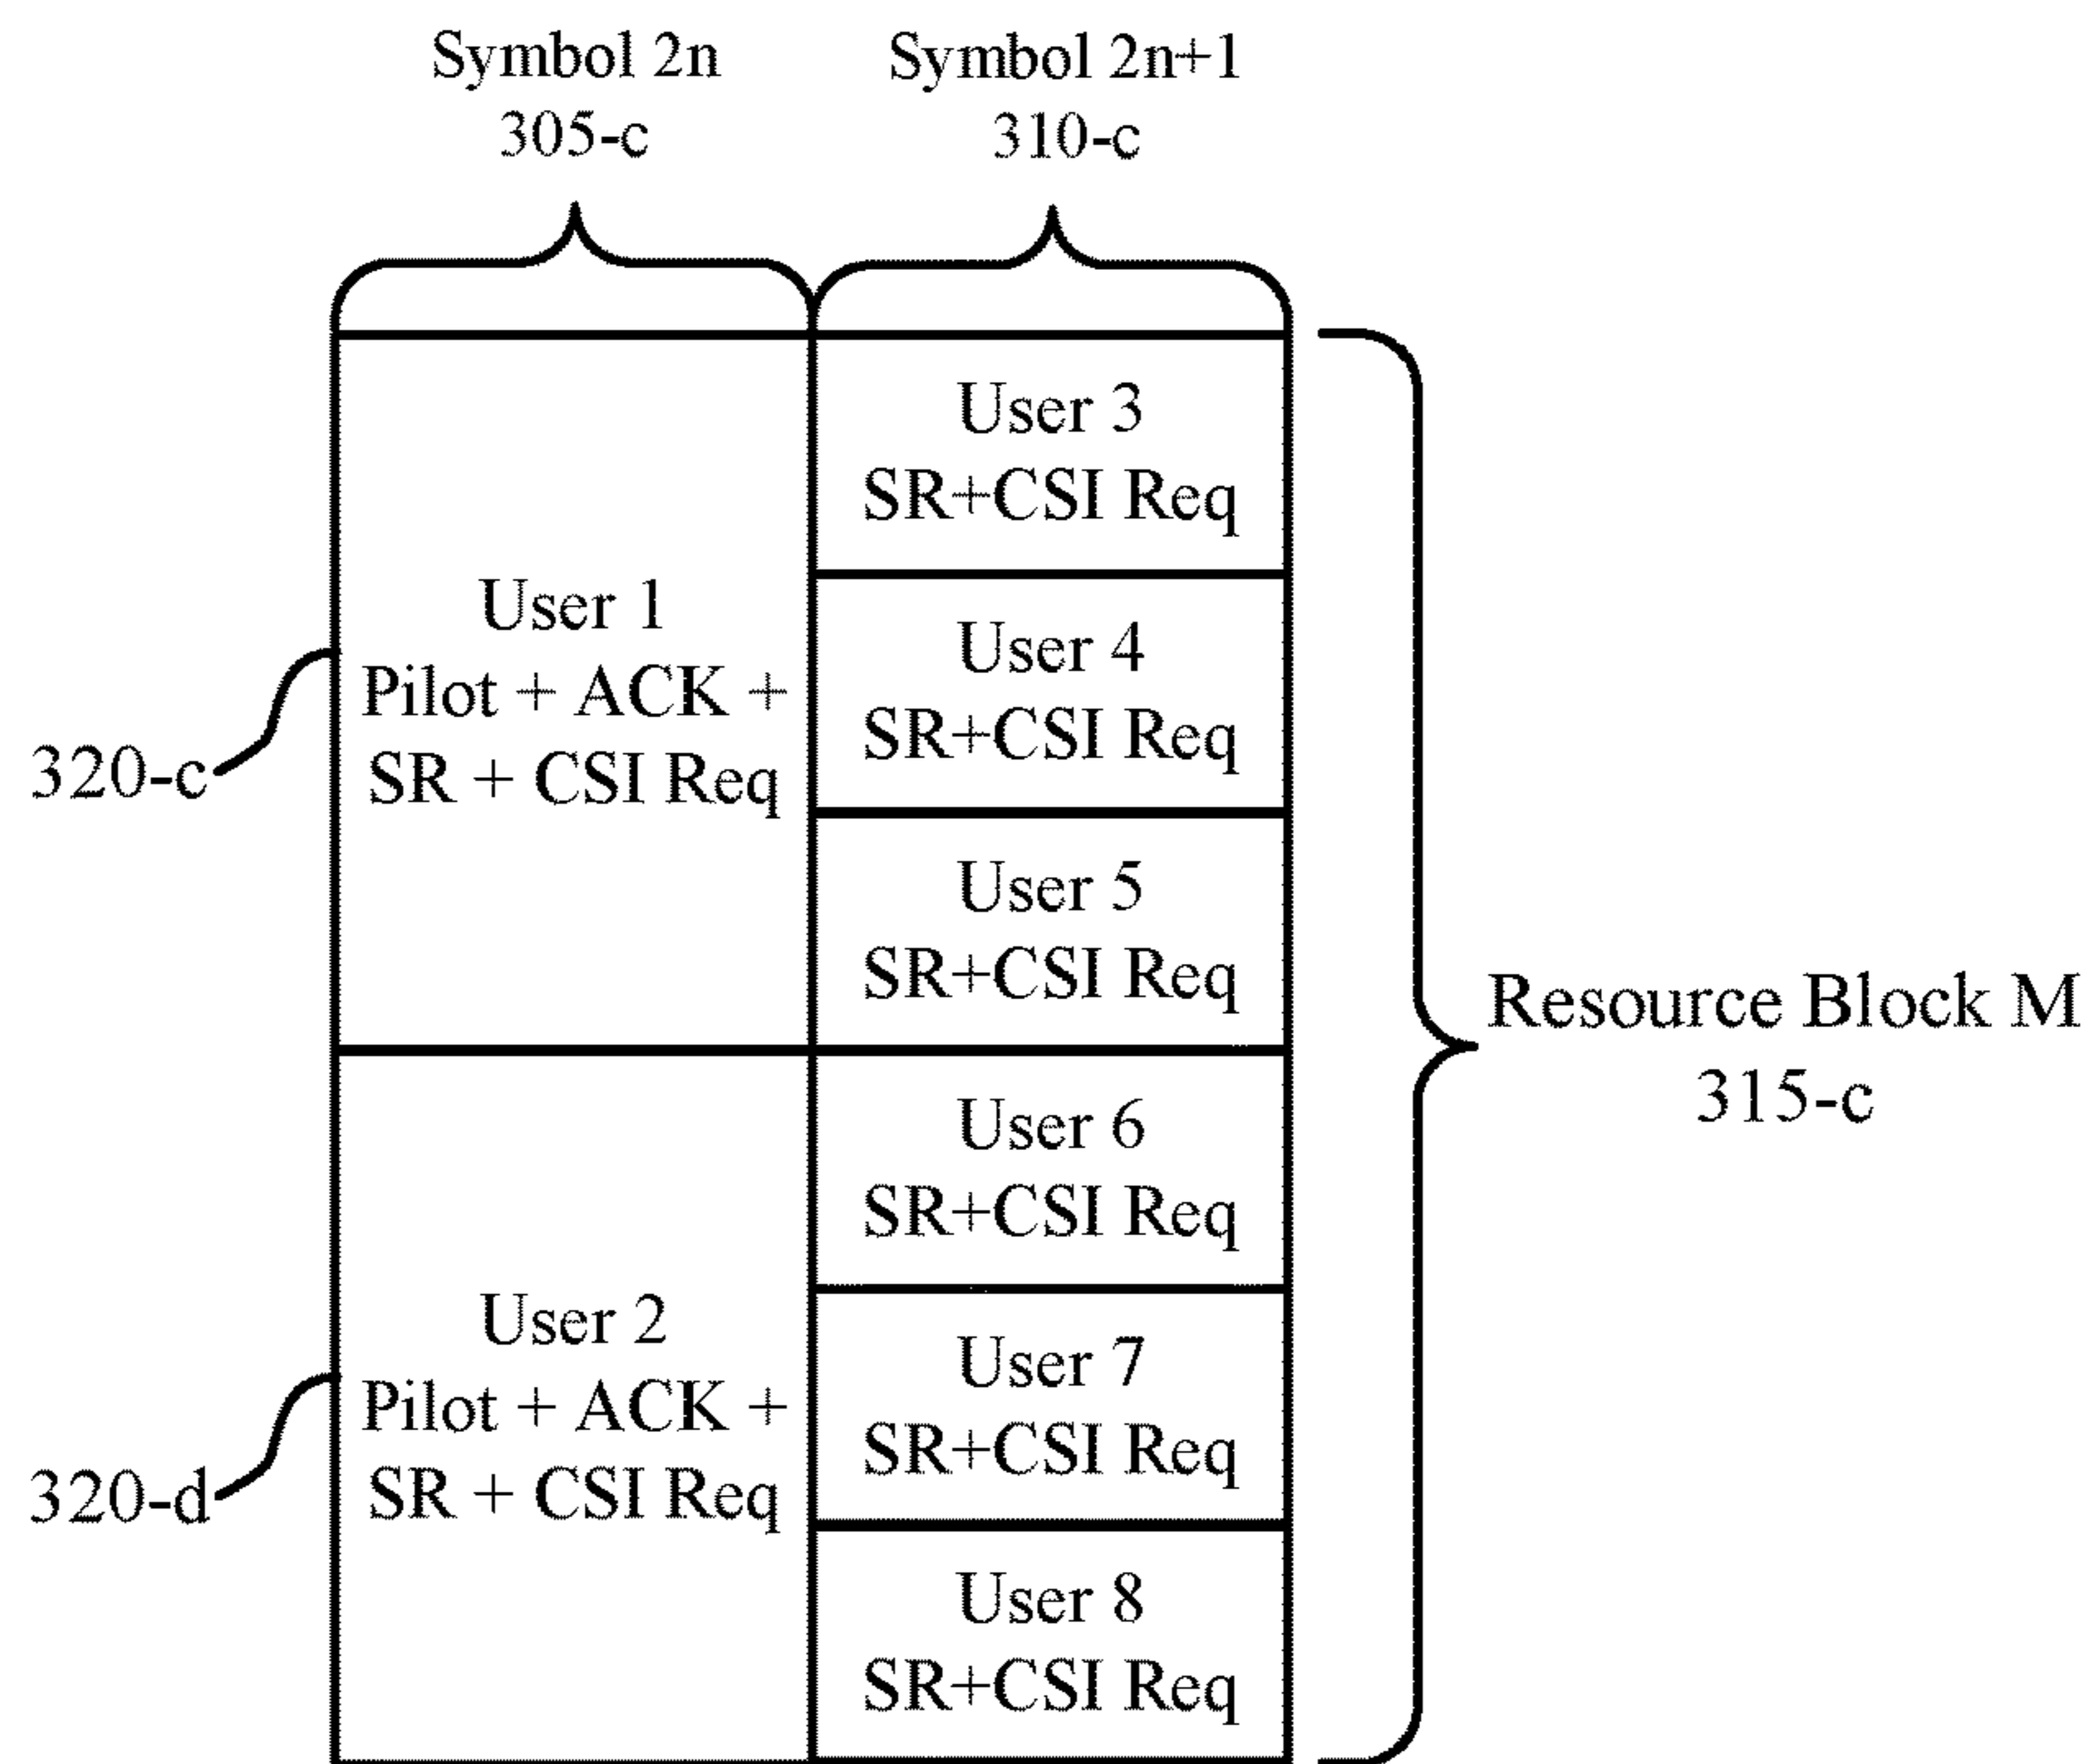 Symbol 2n
305-c
Symbol 2n+1
310-c
User 1
Pilot + ACK +
SR + CSI Req
320-c
User 2
Pilot + ACK +
SR + CSI Req
320-d
User 3
SR+CSI Req
User 4
SR+CSI Req
User 5
SR+CSI Req
User 6
SR+CSI Req
User 7
SR+CSI Req
User 8
SR+CSI Req
Resource Block M
315-c